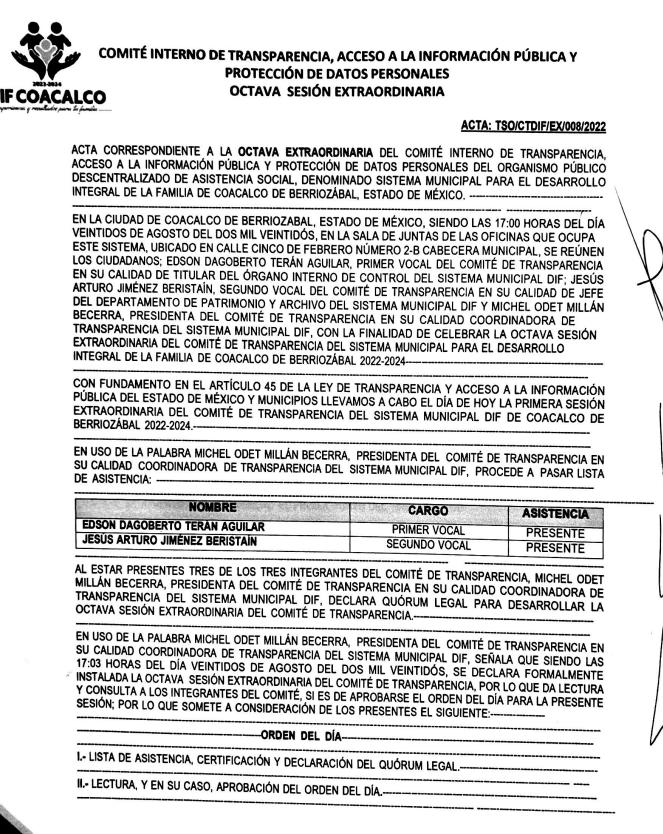 COMITÉ INTERNO DE TRANSPARENCIA, ACCESO A LA INFORMACIÓN PÚBLICA Y
PROTECCIÓN DE DATOS PERSONALES
OCTAVA SESIÓN EXTRAORDINARIA
2022-2024
IF COACALCO
ACTA: TSO/CTDIF/EX/008/2022
ACTA CORRESPONDIENTE A LA OCTAVA EXTRAORDINARIA DEL COMITÉ INTERNO DE TRANSPARENCIA,
ACCESO A LA INFORMACIÓN PÚBLICA Y PROTECCIÓN DE DATOS PERSONALES DEL ORGANISMO PÚBLICO
DESCENTRALIZADO DE ASISTENCIA SOCIAL, DENOMINADO SISTEMA MUNICIPAL PARA EL DESARROLLO
INTEGRAL DE LA FAMILIA DE COACALCO DE BERRIOZÁBAL, ESTADO DE MÉXICO. ---
EN LA CIUDAD DE COACALCO DE BERRIOZABAL, ESTADO DE MÉXICO, SIENDO LAS 17:00 HORAS DEL DÍA
VEINTIDOS DE AGOSTO DEL DOS MIL VEINTIDÓS, EN LA SALA DE JUNTAS DE LAS OFICINAS QUE OCUPA
ESTE SISTEMA, UBICADO EN CALLE CINCO DE FEBRERO NÚMERO 2-B CABECERA MUNICIPAL, SE REÚNEN
LOS CIUDADANOS; EDSON DAGOBERTO TERÁN AGUILAR, PRIMER VOCAL DEL COMITÉ DE TRANSPARENCIA
EN SU CALIDAD DE TITULAR DEL ÓRGANO INTERNO DE CONTROL DEL SISTEMA MUNICIPAL DIF; JESÚS
ARTURO JIMÉNEZ BERISTAÍN, SEGUNDO VOCAL DEL COMITÉ DE TRANSPARENCIA EN SU CALIDAD DE JEFE
DEL DEPARTAMENTO DE PATRIMONIO Y ARCHIVO DEL SISTEMA MUNICIPAL DIF Y MICHEL ODET MILLÁN
BECERRA, PRESIDENTA DEL COMITÉ DE TRANSPARENCIA EN SU CALIDAD COORDINADORA DE
TRANSPARENCIA DEL SISTEMA MUNICIPAL DIF, CON LA FINALIDAD DE CELEBRAR LA OCTAVA SESIÓN
EXTRAORDINARIA DEL COMITÉ DE TRANSPARENCIA DEL SISTEMA MUNICIPAL PARA EL DESARROLLO
INTEGRAL DE LA FAMILIA DE COACALCO DE BERRIOZÁBAL 2022-2024---
CON FUNDAMENTO EN EL ARTÍCULO 45 DE LA LEY DE TRANSPARENCIA Y ACCESO A LA INFORMACIÓN
PÚBLICA DEL ESTADO DE MÉXICO Y MUNICIPIOS LLEVAMOS A CABO EL DÍA DE HOY LA PRIMERA SESIÓN
EXTRAORDINARIA DEL COMITÉ DE TRANSPARENCIA DEL SISTEMA MUNICIPAL DIF DE COACALCO DE
BERRIOZÁBAL 2022-2024.---
EN USO DE LA PALABRA MICHEL ODET MILLÁN BECERRA, PRESIDENTA DEL COMITÉ DE TRANSPARENCIA EN
SU CALIDAD COORDINADORA DE TRANSPARENCIA DEL SISTEMA MUNICIPAL DIF, PROCEDE A PASAR LISTA
DE ASISTENCIA: ---
NOMBRE CARGO ASISTENCIA
EDSON DAGOBERTO TERAN AGUILAR PRIMER VOCAL PRESENTE
JESÚS ARTURO JIMÉNEZ BERISTAÍN SEGUNDO VOCAL PRESENTE
AL ESTAR PRESENTES TRES DE LOS TRES INTEGRANTES DEL COMITÉ DE TRANSPARENCIA, MICHEL ODET
MILLÁN BECERRA, PRESIDENTA DEL COMITÉ DE TRANSPARENCIA EN SU CALIDAD COORDINADORA DE
TRANSPARENCIA DEL SISTEMA MUNICIPAL DIF, DECLARA QUÓRUM LEGAL PARA DESARROLLAR LA
OCTAVA SESIÓN EXTRAORDINARIA DEL COMITÉ DE TRANSPARENCIA.---
EN USO DE LA PALABRA MICHEL ODET MILLÁN BECERRA, PRESIDENTA DEL COMITÉ DE TRANSPARENCIA EN
SU CALIDAD COORDINADORA DE TRANSPARENCIA DEL SISTEMA MUNICIPAL DIF, SEÑALA QUE SIENDO LAS
17:03 HORAS DEL DÍA VEINTIDOS DE AGOSTO DEL DOS MIL VEINTIDÓS, SE DECLARA FORMALMENTE
INSTALADA LA OCTAVA SESIÓN EXTRAORDINARIA DEL COMITÉ DE TRANSPARENCIA, POR LO QUE DA LECTURA
Y CONSULTA A LOS INTEGRANTES DEL COMITÉ, SI ES DE APROBARSE EL ORDEN DEL DÍA PARA LA PRESENTE
SESIÓN; POR LO QUE SOMETE A CONSIDERACIÓN DE LOS PRESENTES EL SIGUIENTE:---
---ORDEN DEL DÍA---
I.- LISTA DE ASISTENCIA, CERTIFICACIÓN Y DECLARACIÓN DEL QUÓRUM LEGAL.---
II.- LECTURA, Y EN SU CASO, APROBACIÓN DEL ORDEN DEL DÍA.---